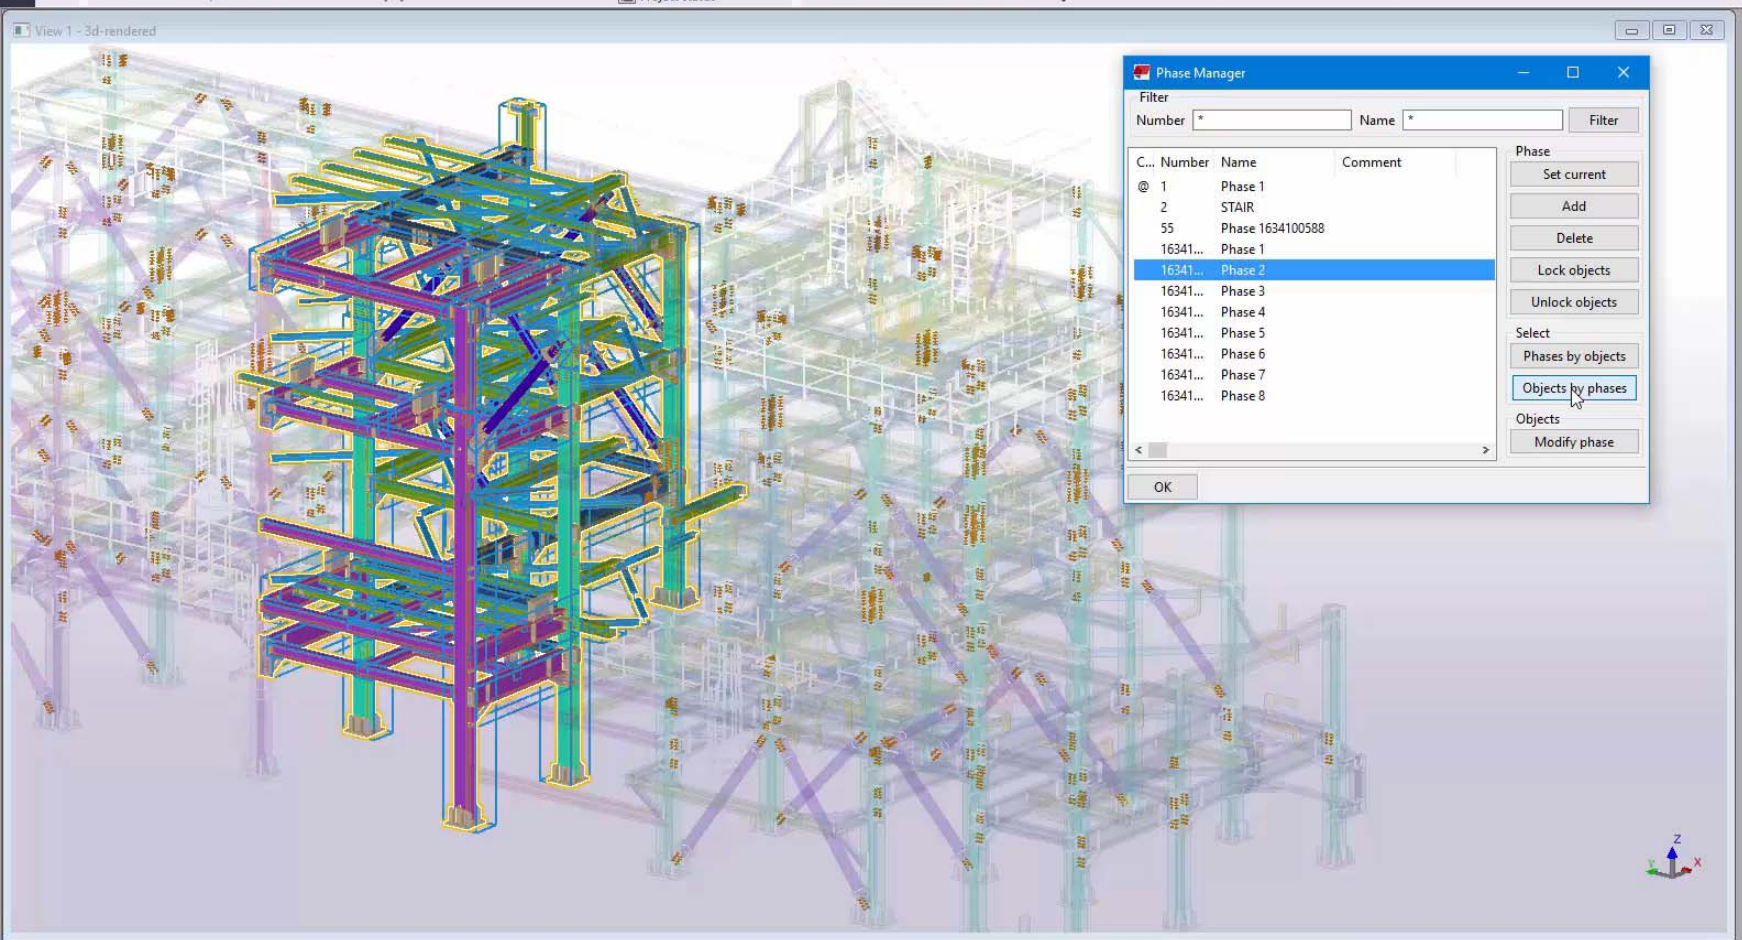 View 1 - 3d-rendered
Phase Manager
Filter
Number * Name * Filter
C... Number Name Comment
@ 1 Phase 1
2 STAIR
55 Phase 1634100588
16341... Phase 1
16341... Phase 2
16341... Phase 3
16341... Phase 4
16341... Phase 5
16341... Phase 6
16341... Phase 7
16341... Phase 8
Phase
Set current
Add
Delete
Lock objects
Unlock objects
Select
Phases by objects
Objects by phases
Objects
Modify phase
OK
Z
Y
X